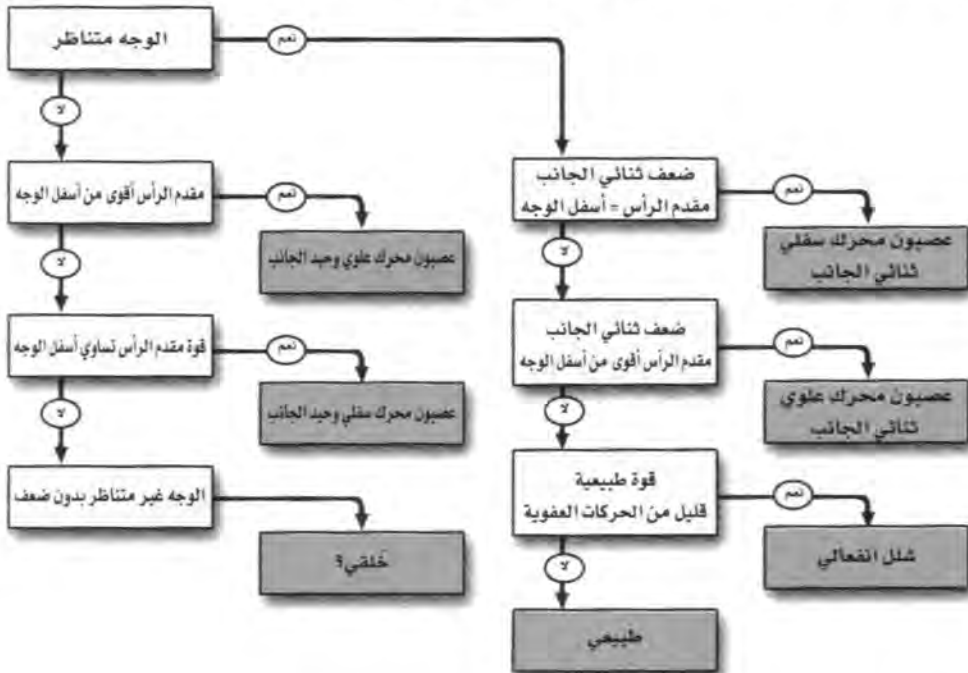 الوجه متناظر
نعم
لا
ضعف ثنائي الجانب
مقدم الرأس = أسفل الوجه
نعم
عصبون محرك سفلي
ثنائي الجانب
لا
مقدم الرأس أقوى من أسفل الوجه
نعم
عصبون محرك علوي وحيد الجانب
لا
ضعف ثنائي الجانب
مقدم الرأس أقوى من أسفل الوجه
نعم
عصبون محرك علوي
ثنائي الجانب
لا
قوة مقدم الرأس تساوي أسفل الوجه
نعم
عصبون محرك سفلي وحيد الجانب
لا
قوة طبيعية
قليل من الحركات العفوية
نعم
شلل انفعالي
لا
طبيعي
الوجه غير متناظر بدون ضعف
خلقي؟